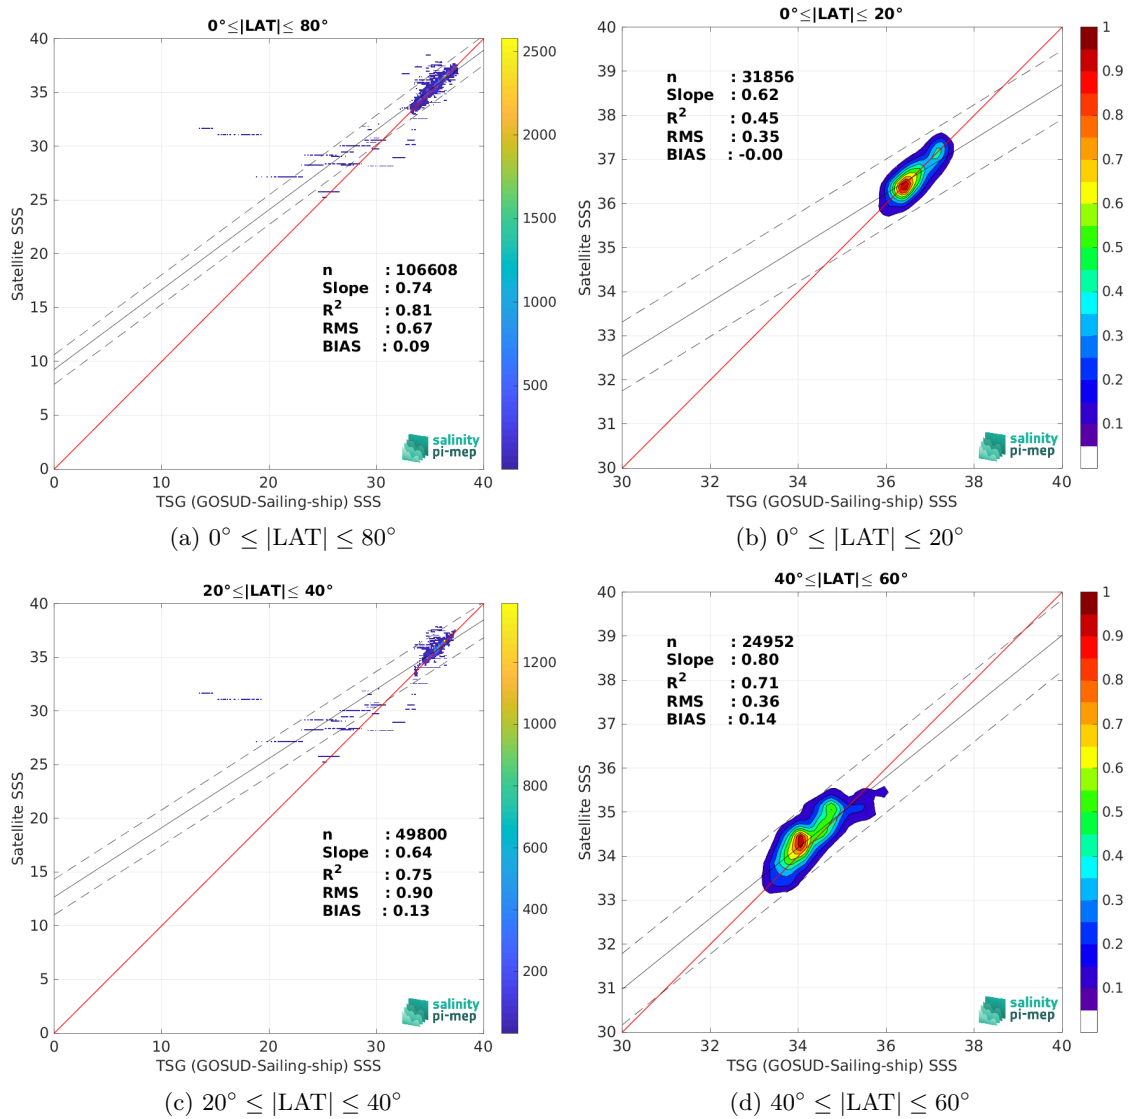 0°≤|LAT|≤ 80°
40
35
30
25
20
15
10
5
0
Satellite SSS
n : 106608
Slope : 0.74
R2 : 0.81
RMS : 0.67
BIAS : 0.09
salinity
pi-mep
0 10 20 30 40
TSG (GOSUD-Sailing-ship) SSS
2500
2000
1500
1000
500
(a) 0° ≤ |LAT| ≤ 80°
0°≤|LAT|≤ 20°
40
39
38
37
36
35
34
33
32
31
30
Satellite SSS
n : 31856
Slope : 0.62
R2 : 0.45
RMS : 0.35
BIAS : -0.00
salinity
pi-mep
30 32 34 36 38 40
TSG (GOSUD-Sailing-ship) SSS
1
0.9
0.8
0.7
0.6
0.5
0.4
0.3
0.2
0.1
(b) 0° ≤ |LAT| ≤ 20°
20°≤|LAT|≤ 40°
40
35
30
25
20
15
10
5
0
Satellite SSS
n : 49800
Slope : 0.64
R2 : 0.75
RMS : 0.90
BIAS : 0.13
salinity
pi-mep
0 10 20 30 40
TSG (GOSUD-Sailing-ship) SSS
1200
1000
800
600
400
200
(c) 20° ≤ |LAT| ≤ 40°
40°≤|LAT|≤ 60°
40
39
38
37
36
35
34
33
32
31
30
Satellite SSS
n : 24952
Slope : 0.80
R2 : 0.71
RMS : 0.36
BIAS : 0.14
salinity
pi-mep
30 32 34 36 38 40
TSG (GOSUD-Sailing-ship) SSS
1
0.9
0.8
0.7
0.6
0.5
0.4
0.3
0.2
0.1
(d) 40° ≤ |LAT| ≤ 60°